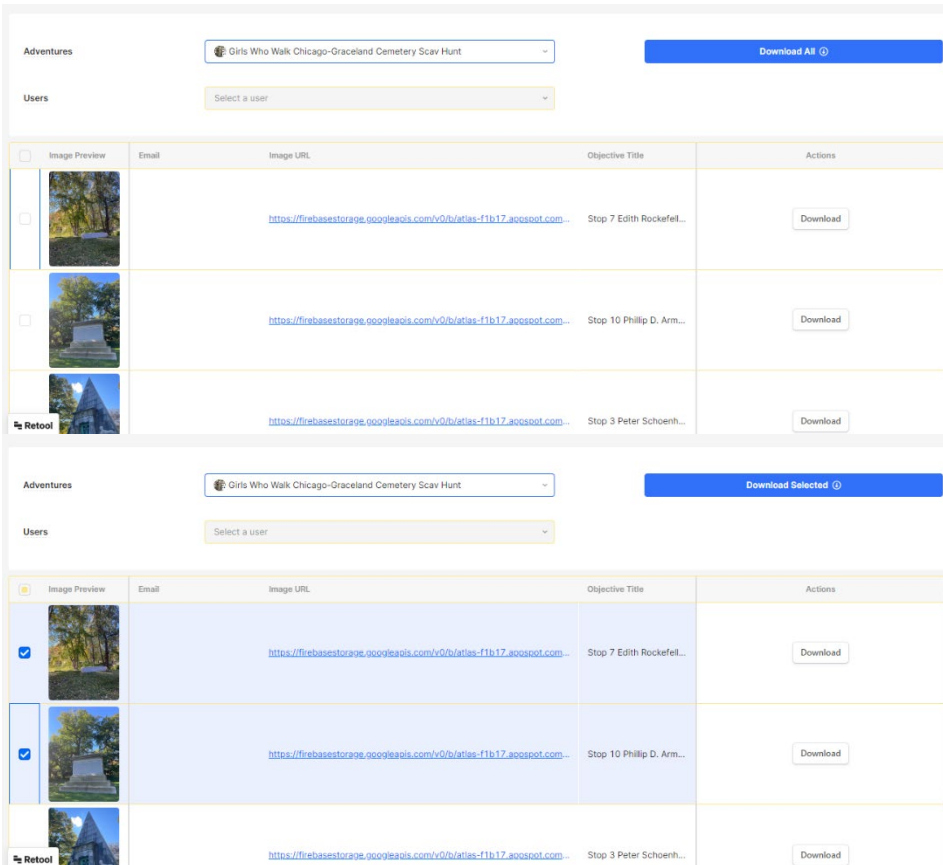 Adventures Girls Who Walk Chicago-Graceland Cemetery Scav Hunt Download All
Users Select a user
Image Preview Email Image URL Objective Title Actions
https://firebasestorage.googleapis.com/v0/b/atlas-f1b17.appspot.com... Stop 7 Edith Rockefell... Download
https://firebasestorage.googleapis.com/v0/b/atlas-f1b17.appspot.com... Stop 10 Phillip D. Arm... Download
https://firebasestorage.googleapis.com/v0/b/atlas-f1b17.appspot.com... Stop 3 Peter Schoenh... Download
Retool
Adventures Girls Who Walk Chicago-Graceland Cemetery Scav Hunt Download Selected
Users Select a user
Image Preview Email Image URL Objective Title Actions
https://firebasestorage.googleapis.com/v0/b/atlas-f1b17.appspot.com... Stop 7 Edith Rockefell... Download
https://firebasestorage.googleapis.com/v0/b/atlas-f1b17.appspot.com... Stop 10 Phillip D. Arm... Download
https://firebasestorage.googleapis.com/v0/b/atlas-f1b17.appspot.com... Stop 3 Peter Schoenh... Download
Retool